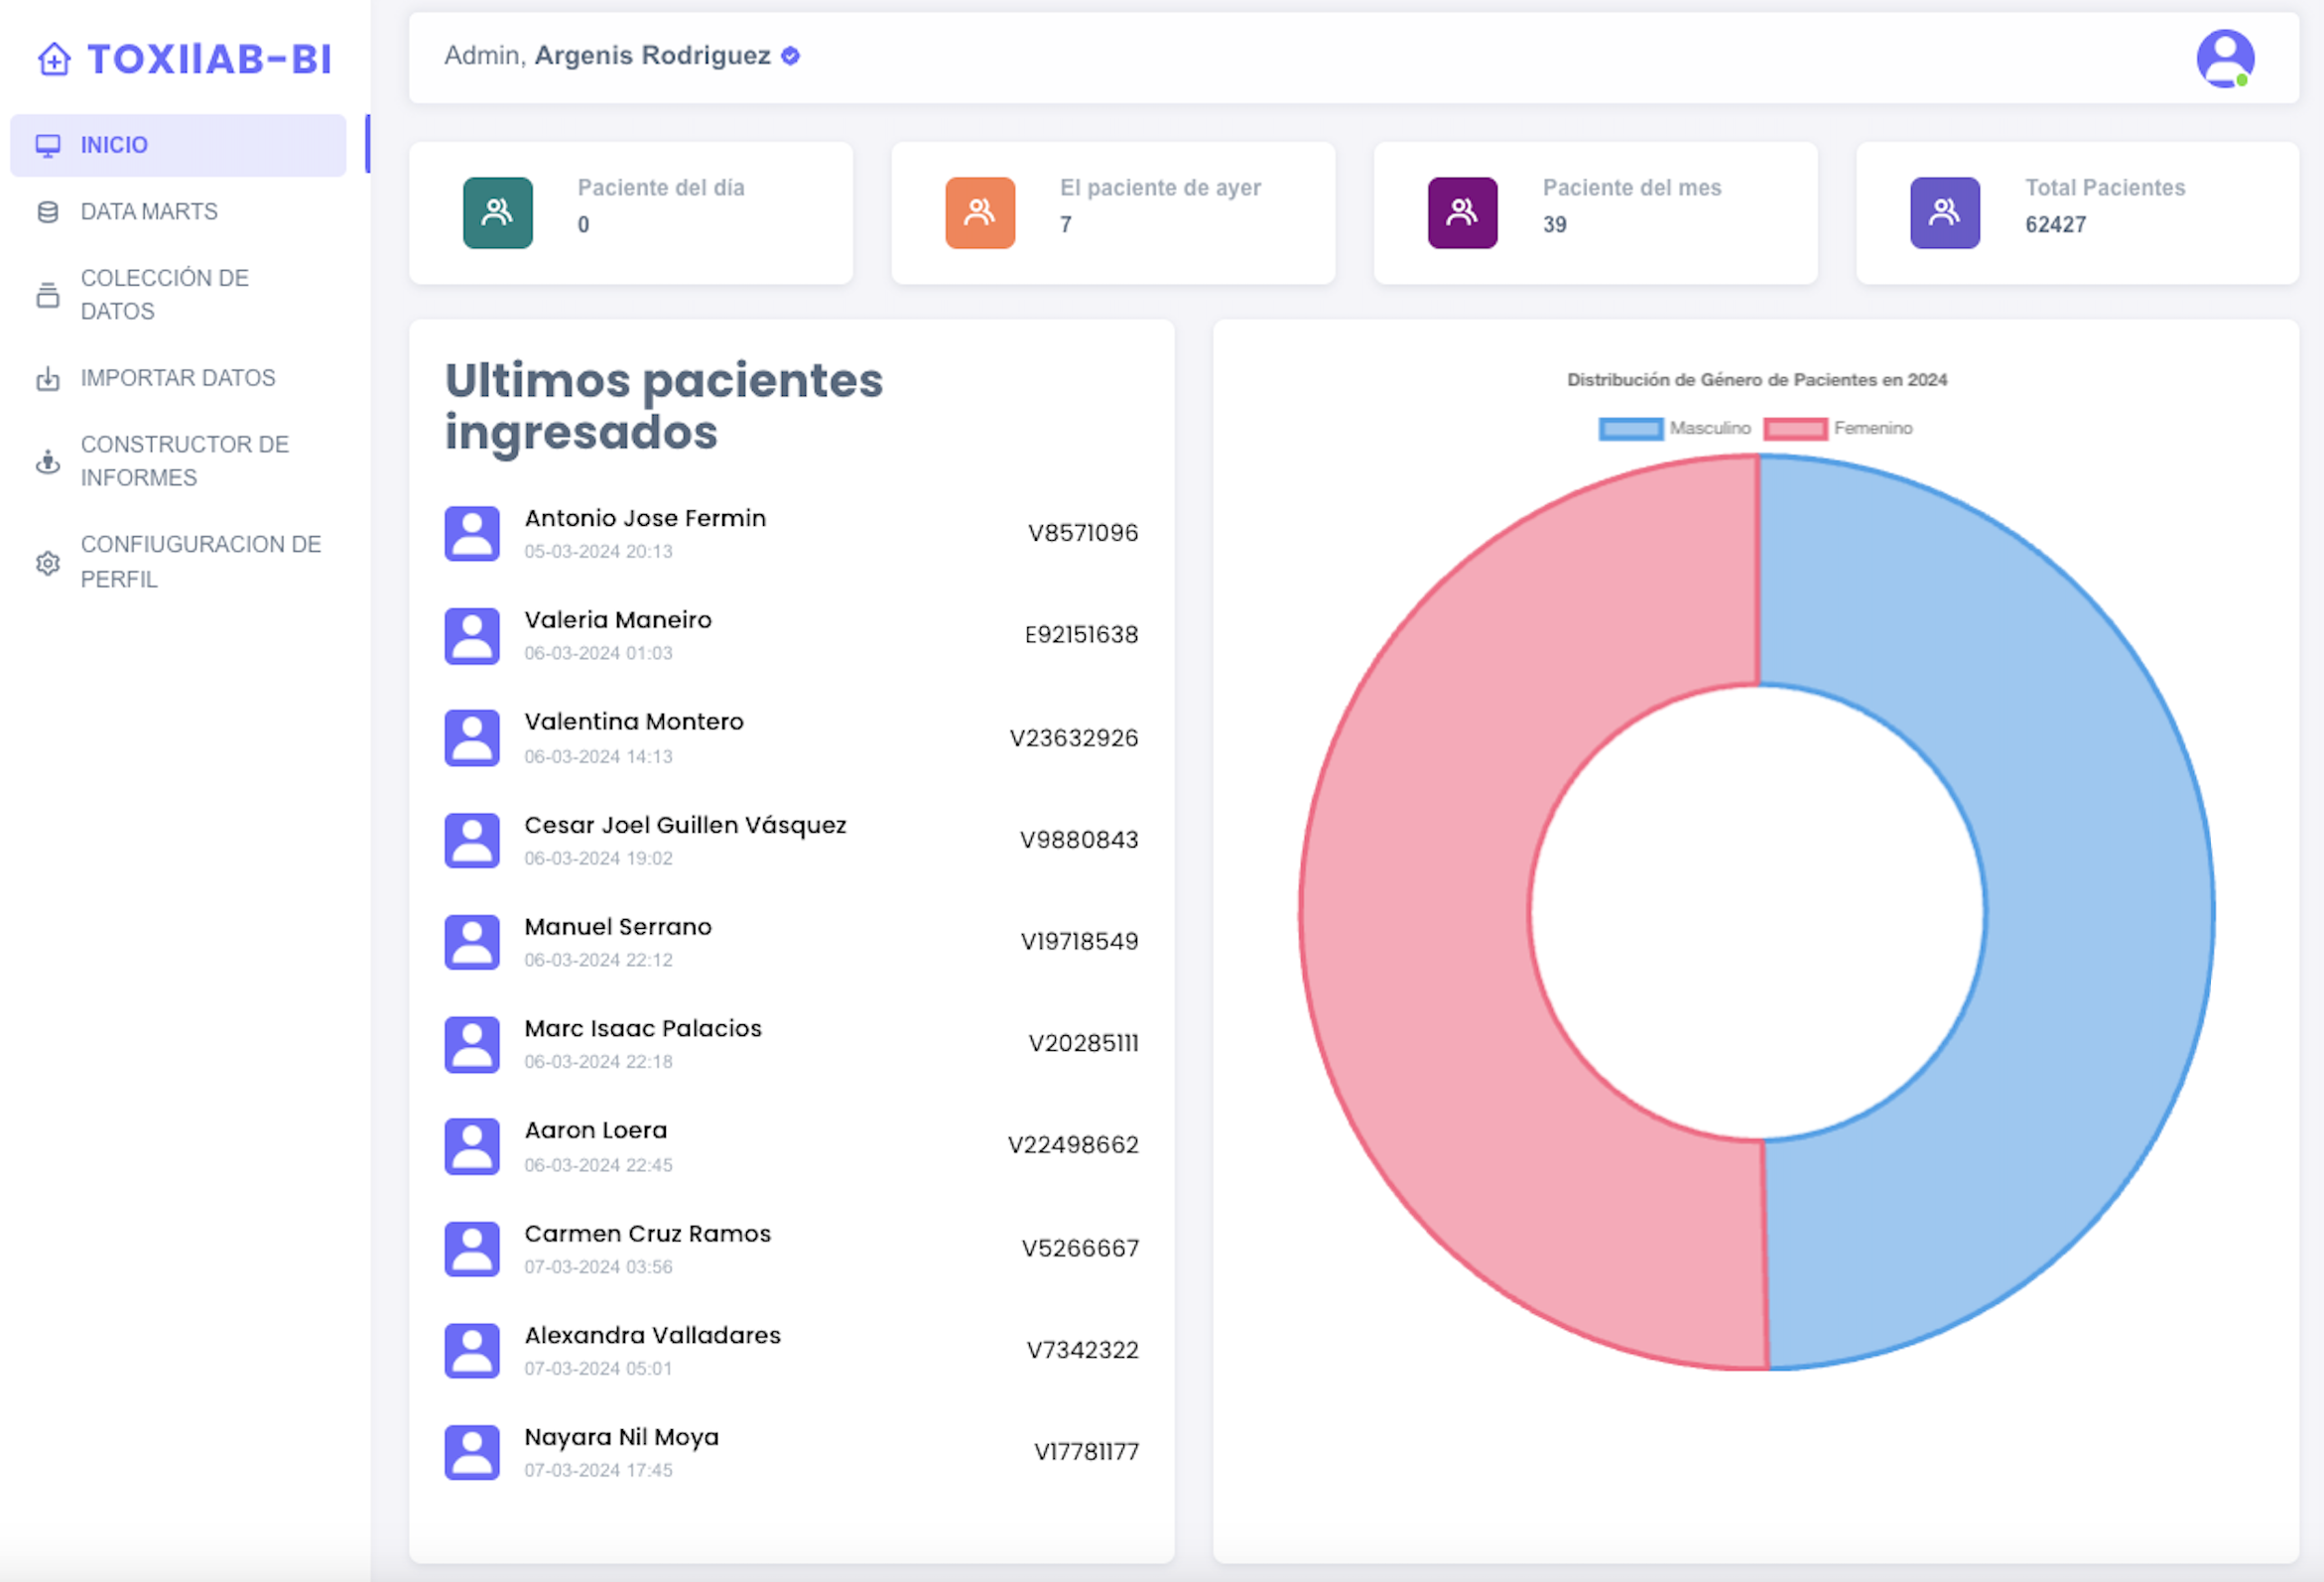 TOXIlAB-BI
INICIO
DATA MARTS
COLECCIÓN DE
DATOS
IMPORTAR DATOS
CONSTRUCTOR DE
INFORMES
CONFIUGURACION DE
PERFIL
Admin, Argenis Rodriguez
Paciente del día
0
El paciente de ayer
7
Paciente del mes
39
Total Pacientes
62427
Ultimos pacientes
ingresados
Antonio Jose Fermin
05-03-2024 20:13
V8571096
Valeria Maneiro
06-03-2024 01:03
E92151638
Valentina Montero
06-03-2024 14:13
V23632926
Cesar Joel Guillen Vásquez
06-03-2024 19:02
V9880843
Manuel Serrano
06-03-2024 22:12
V19718549
Marc Isaac Palacios
06-03-2024 22:18
V20285111
Aaron Loera
06-03-2024 22:45
V22498662
Carmen Cruz Ramos
07-03-2024 03:56
V5266667
Alexandra Valladares
07-03-2024 05:01
V7342322
Nayara Nil Moya
07-03-2024 17:45
V17781177
Distribución de Género de Pacientes en 2024
Masculino Femenino